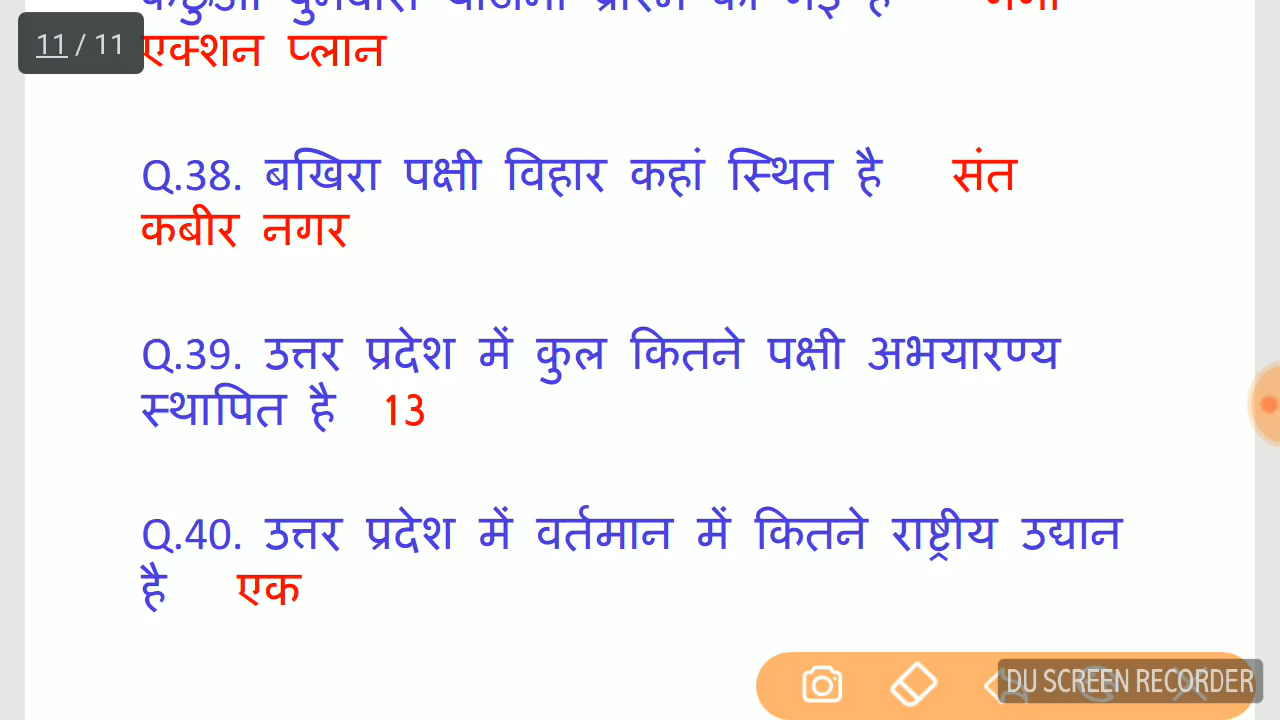 11 / 11
एक्शन प्लान
Q.38. बखिरा पक्षी विहार कहां स्थित है संत
कबीर नगर
Q.39. उत्तर प्रदेश में कुल कितने पक्षी अभयारण्य
स्थापित है 13
Q.40. उत्तर प्रदेश में वर्तमान में कितने राष्ट्रीय उद्यान
है एक
DU SCREEN RECORDER